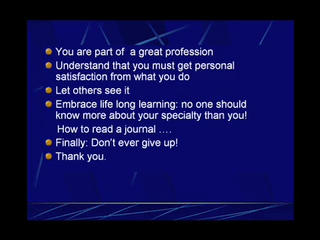 You are part of a great profession
Understand that you must get personal
satisfaction from what you do
Let others see it
Embrace life long learning: no one should
know more about your specialty than you!
How to read a journal ….
Finally: Don't ever give up!
Thank you.